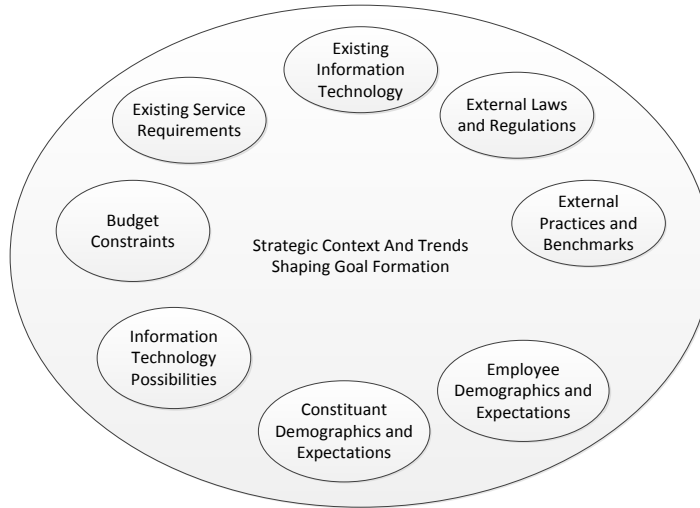 Existing
Information
Technology
Existing Service
Requirements
External Laws
and Regulations
Budget
Constraints
External
Practices and
Benchmarks
Strategic Context And Trends
Shaping Goal Formation
Information
Technology
Possibilities
Employee
Demographics and
Expectations
Constituant
Demographics and
Expectations